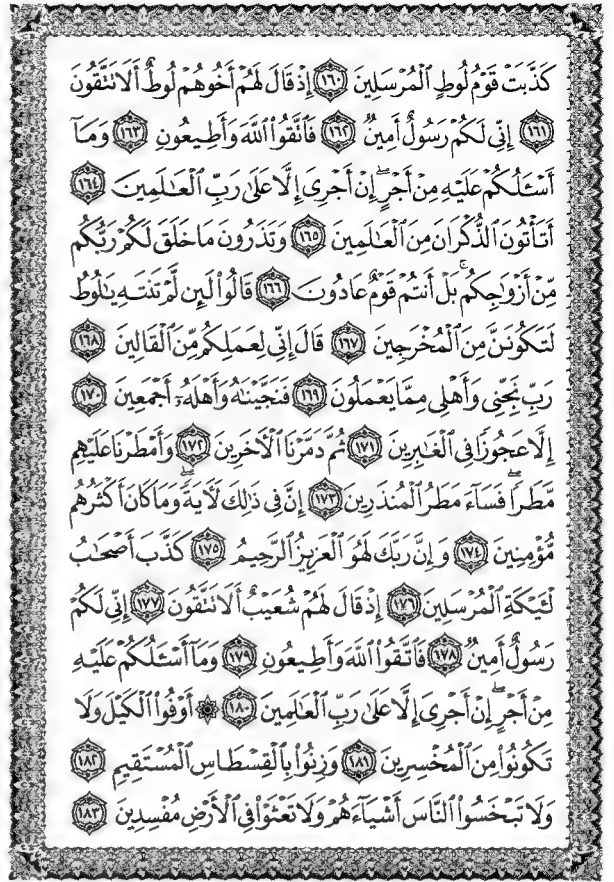 كَذَّبَتْ قَوْمُ لُوطٍ ٱلْمُرْسَلِينَ ١٦٠ إِذْ قَالَ لَهُمْ أَخُوهُمْ لُوطٌ أَلَا تَتَّقُونَ
١٦١ إِنِّى لَكُمْ رَسُولٌ أَمِينٌ ١٦٢ فَٱتَّقُوا۟ ٱللَّهَ وَأَطِيعُونِ ١٦٣ وَمَآ
أَسْـَٔلُكُمْ عَلَيْهِ مِنْ أَجْرٍ ۖ إِنْ أَجْرِىَ إِلَّا عَلَىٰ رَبِّ ٱلْعَـٰلَمِينَ ١٦٤
أَتَأْتُونَ ٱلذُّكْرَانَ مِنَ ٱلْعَـٰلَمِينَ ١٦٥ وَتَذَرُونَ مَا خَلَقَ لَكُمْ رَبُّكُم
مِّنْ أَزْوَٰجِكُم ۚ بَلْ أَنتُمْ قَوْمٌ عَادُونَ ١٦٦ قَالُوا۟ لَئِن لَّمْ تَنتَهِ يَـٰلُوطُ
لَتَكُونَنَّ مِنَ ٱلْمُخْرَجِينَ ١٦٧ قَالَ إِنِّى لِعَمَلِكُم مِّنَ ٱلْقَالِينَ ١٦٨
رَبِّ نَجِّنِى وَأَهْلِى مِمَّا يَعْمَلُونَ ١٦٩ فَنَجَّيْنَـٰهُ وَأَهْلَهُۥٓ أَجْمَعِينَ ١٧٠
إِلَّا عَجُوزًا فِى ٱلْغَـٰبِرِينَ ١٧١ ثُمَّ دَمَّرْنَا ٱلْـَٔاخَرِينَ ١٧٢ وَأَمْطَرْنَا عَلَيْهِم
مَّطَرًا ۖ فَسَآءَ مَطَرُ ٱلْمُنذَرِينَ ١٧٣ إِنَّ فِى ذَٰلِكَ لَـَٔايَةً ۖ وَمَا كَانَ أَكْثَرُهُم
مُّؤْمِنِينَ ١٧٤ وَإِنَّ رَبَّكَ لَهُوَ ٱلْعَزِيزُ ٱلرَّحِيمُ ١٧٥ كَذَّبَ أَصْحَـٰبُ
لْـَٔيْكَةِ ٱلْمُرْسَلِينَ ١٧٦ إِذْ قَالَ لَهُمْ شُعَيْبٌ أَلَا تَتَّقُونَ ١٧٧ إِنِّى لَكُمْ
رَسُولٌ أَمِينٌ ١٧٨ فَٱتَّقُوا۟ ٱللَّهَ وَأَطِيعُونِ ١٧٩ وَمَآ أَسْـَٔلُكُمْ عَلَيْهِ
مِنْ أَجْرٍ ۖ إِنْ أَجْرِىَ إِلَّا عَلَىٰ رَبِّ ٱلْعَـٰلَمِينَ ١٨٠ ۞ أَوْفُوا۟ ٱلْكَيْلَ وَلَا
تَكُونُوا۟ مِنَ ٱلْمُخْسِرِينَ ١٨١ وَزِنُوا۟ بِٱلْقِسْطَاسِ ٱلْمُسْتَقِيمِ ١٨٢
وَلَا تَبْخَسُوا۟ ٱلنَّاسَ أَشْيَآءَهُمْ وَلَا تَعْثَوْا۟ فِى ٱلْأَرْضِ مُفْسِدِينَ ١٨٣